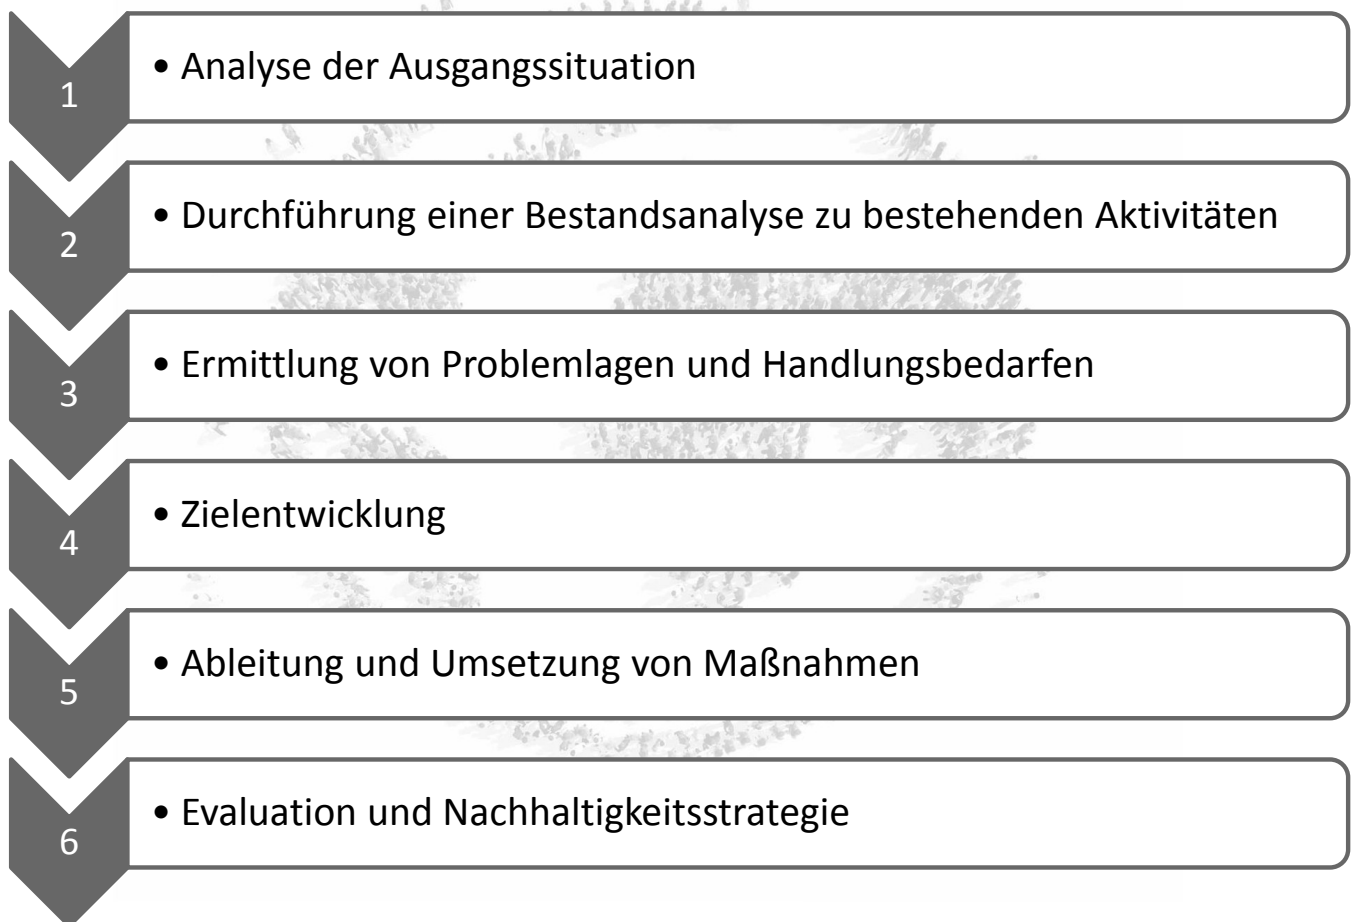 1
• Analyse der Ausgangssituation
2
• Durchführung einer Bestandsanalyse zu bestehenden Aktivitäten
3
• Ermittlung von Problemlagen und Handlungsbedarfen
4
• Zielentwicklung
5
• Ableitung und Umsetzung von Maßnahmen
6
• Evaluation und Nachhaltigkeitsstrategie